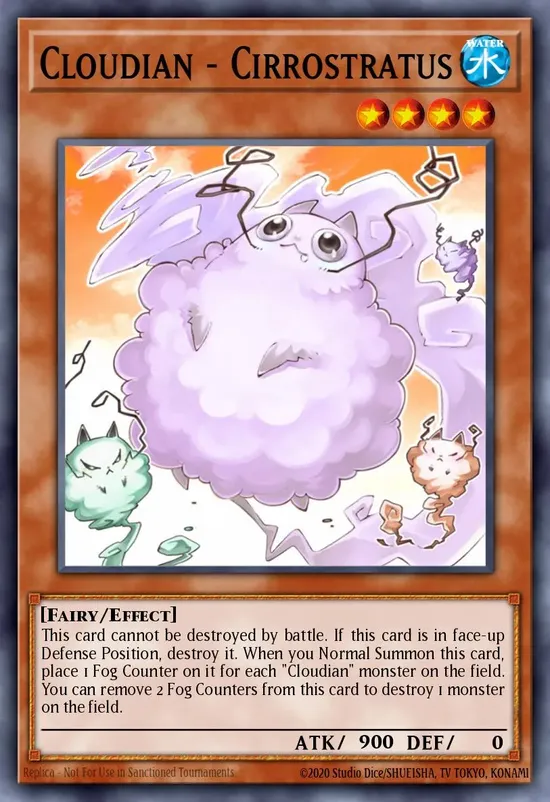 Cloudian - Cirrostratus
WATER
水
[Fairy/Effect]
This card cannot be destroyed by battle. If this card is in face-up
Defense Position, destroy it. When you Normal Summon this card,
place 1 Fog Counter on it for each "Cloudian" monster on the field.
You can remove 2 Fog Counters from this card to destroy 1 monster
on the field.
ATK/ 900 DEF/ 0
Replica - Not For Use in Sanctioned Tournaments
©2020 Studio Dice/SHUEISHA, TV TOKYO, KONAMI